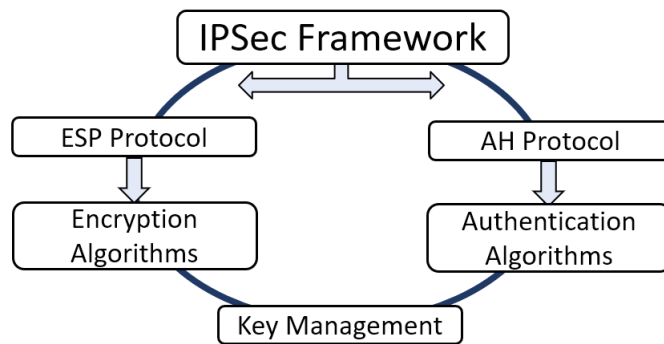 IPSec Framework
ESP Protocol
AH Protocol
Encryption
Algorithms
Authentication
Algorithms
Key Management